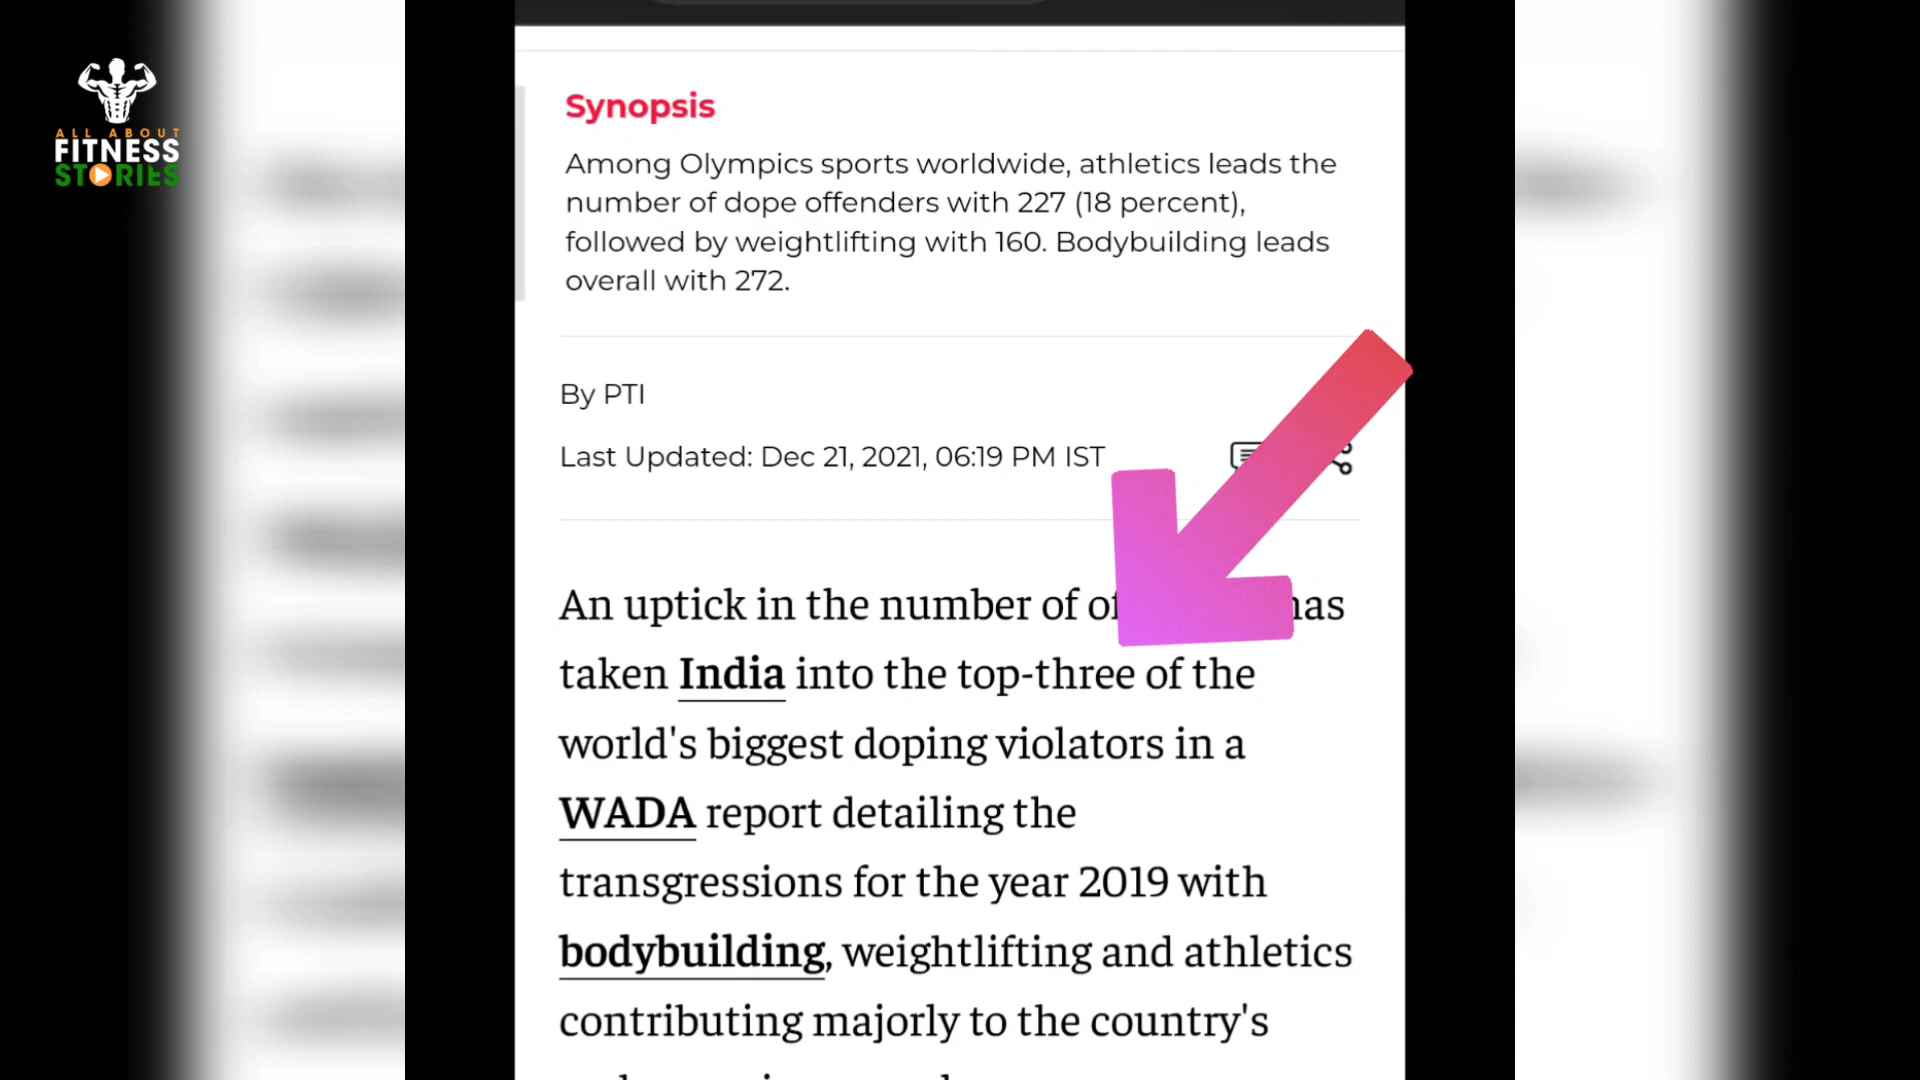 ALL ABOUT
FITNESS
STORIES
Synopsis
Among Olympics sports worldwide, athletics leads the
number of dope offenders with 227 (18 percent),
followed by weightlifting with 160. Bodybuilding leads
overall with 272.
By PTI
Last Updated: Dec 21, 2021, 06:19 PM IST
An uptick in the number of
taken India into the top-three of the
world's biggest doping violators in a
WADA report detailing the
transgressions for the year 2019 with
bodybuilding, weightlifting and athletics
contributing majorly to the country's